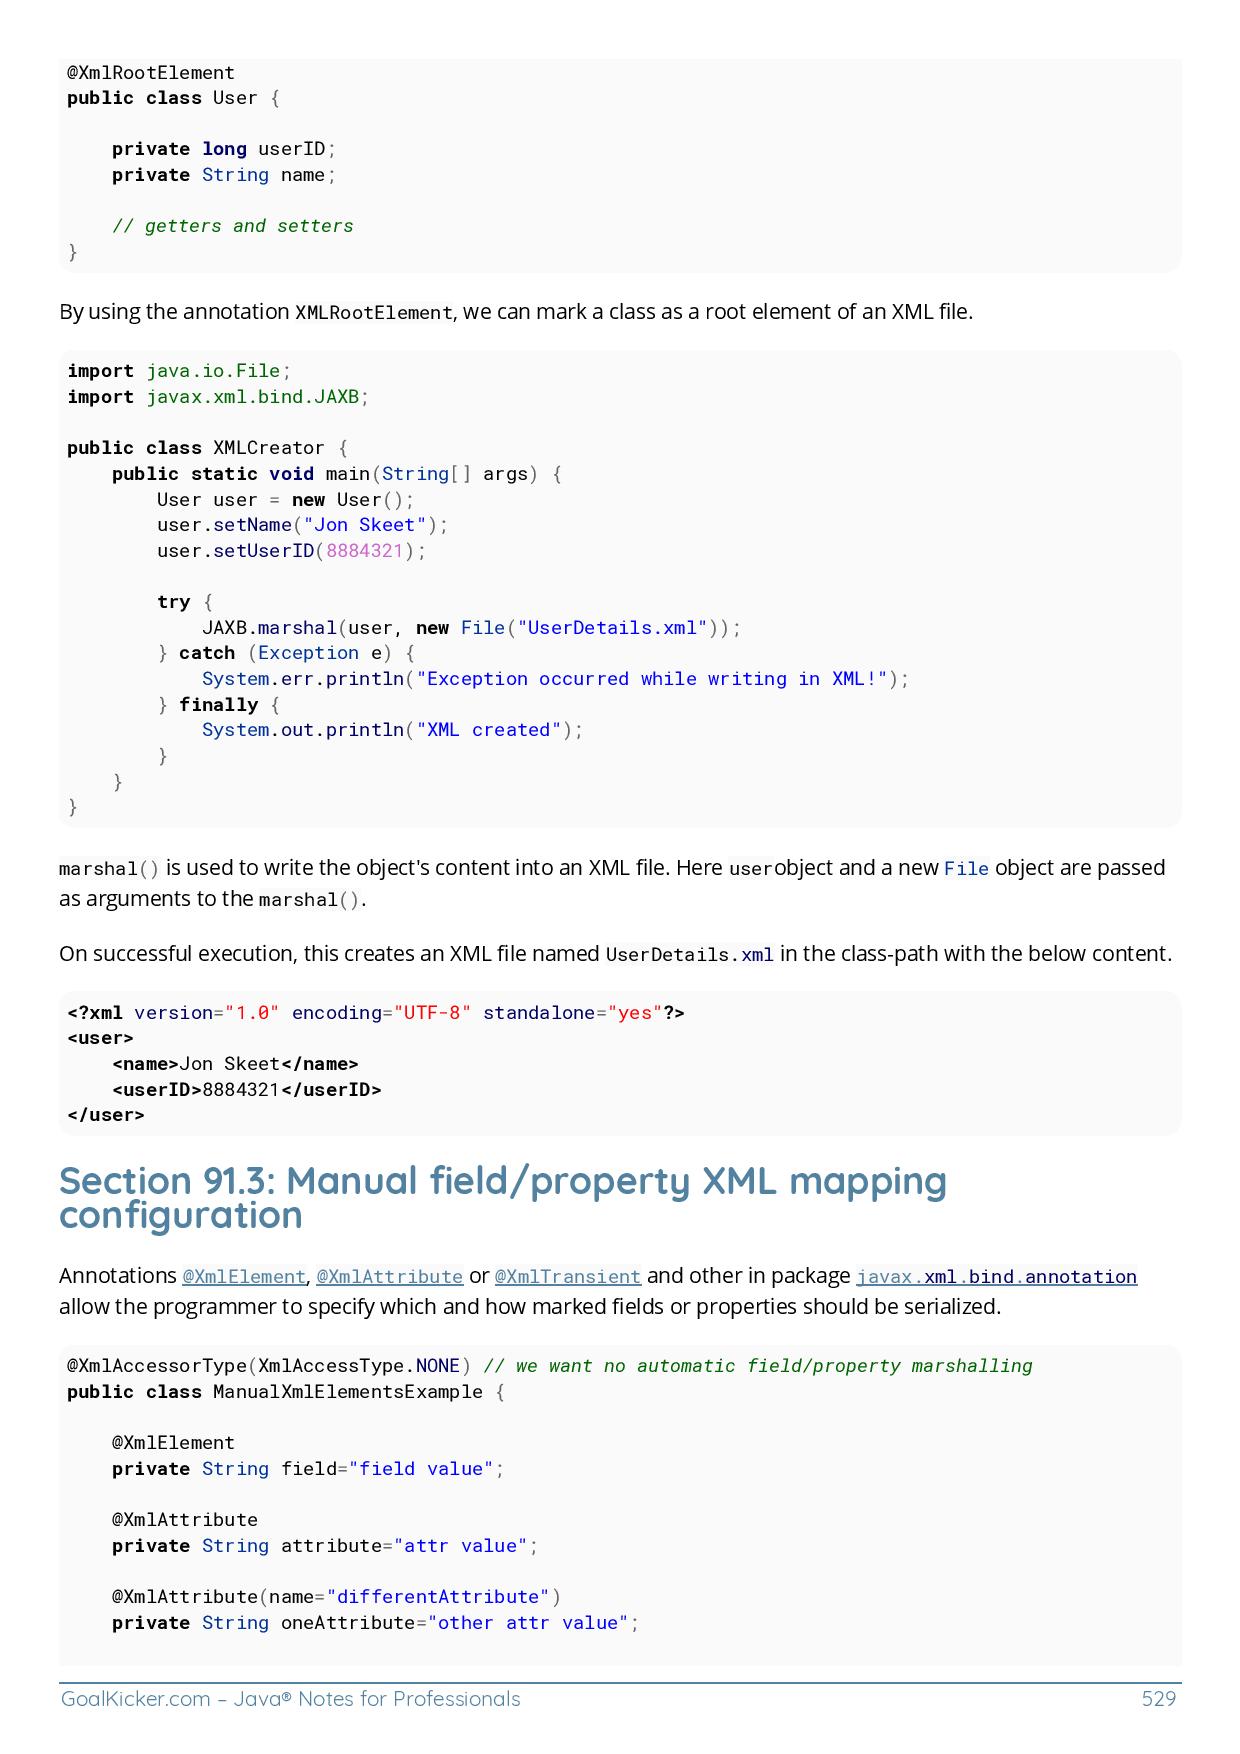 @XmlRootElement
public class User {
    private long userID;
    private String name;
    // getters and setters
}
By using the annotation XMLRootElement, we can mark a class as a root element of an XML file.
import java.io.File;
import javax.xml.bind.JAXB;
public class XMLCreator {
    public static void main(String[] args) {
        User user = new User();
        user.setName("Jon Skeet");
        user.setUserID(8884321);
        try {
            JAXB.marshal(user, new File("UserDetails.xml"));
        } catch (Exception e) {
            System.err.println("Exception occurred while writing in XML!");
        } finally {
            System.out.println("XML created");
        }
    }
}
marshal() is used to write the object's content into an XML file. Here userobject and a new File object are passed
as arguments to the marshal().
On successful execution, this creates an XML file named UserDetails.xml in the class-path with the below content.
<?xml version="1.0" encoding="UTF-8" standalone="yes"?>
<user>
    <name>Jon Skeet</name>
    <userID>8884321</userID>
</user>
Section 91.3: Manual field/property XML mapping
configuration
Annotations @XmlElement, @XmlAttribute or @XmlTransient and other in package javax.xml.bind.annotation
allow the programmer to specify which and how marked fields or properties should be serialized.
@XmlAccessorType(XmlAccessType.NONE) // we want no automatic field/property marshalling
public class ManualXmlElementsExample {
    @XmlElement
    private String field="field value";
    @XmlAttribute
    private String attribute="attr value";
    @XmlAttribute(name="differentAttribute")
    private String oneAttribute="other attr value";
GoalKicker.com – Java® Notes for Professionals 529